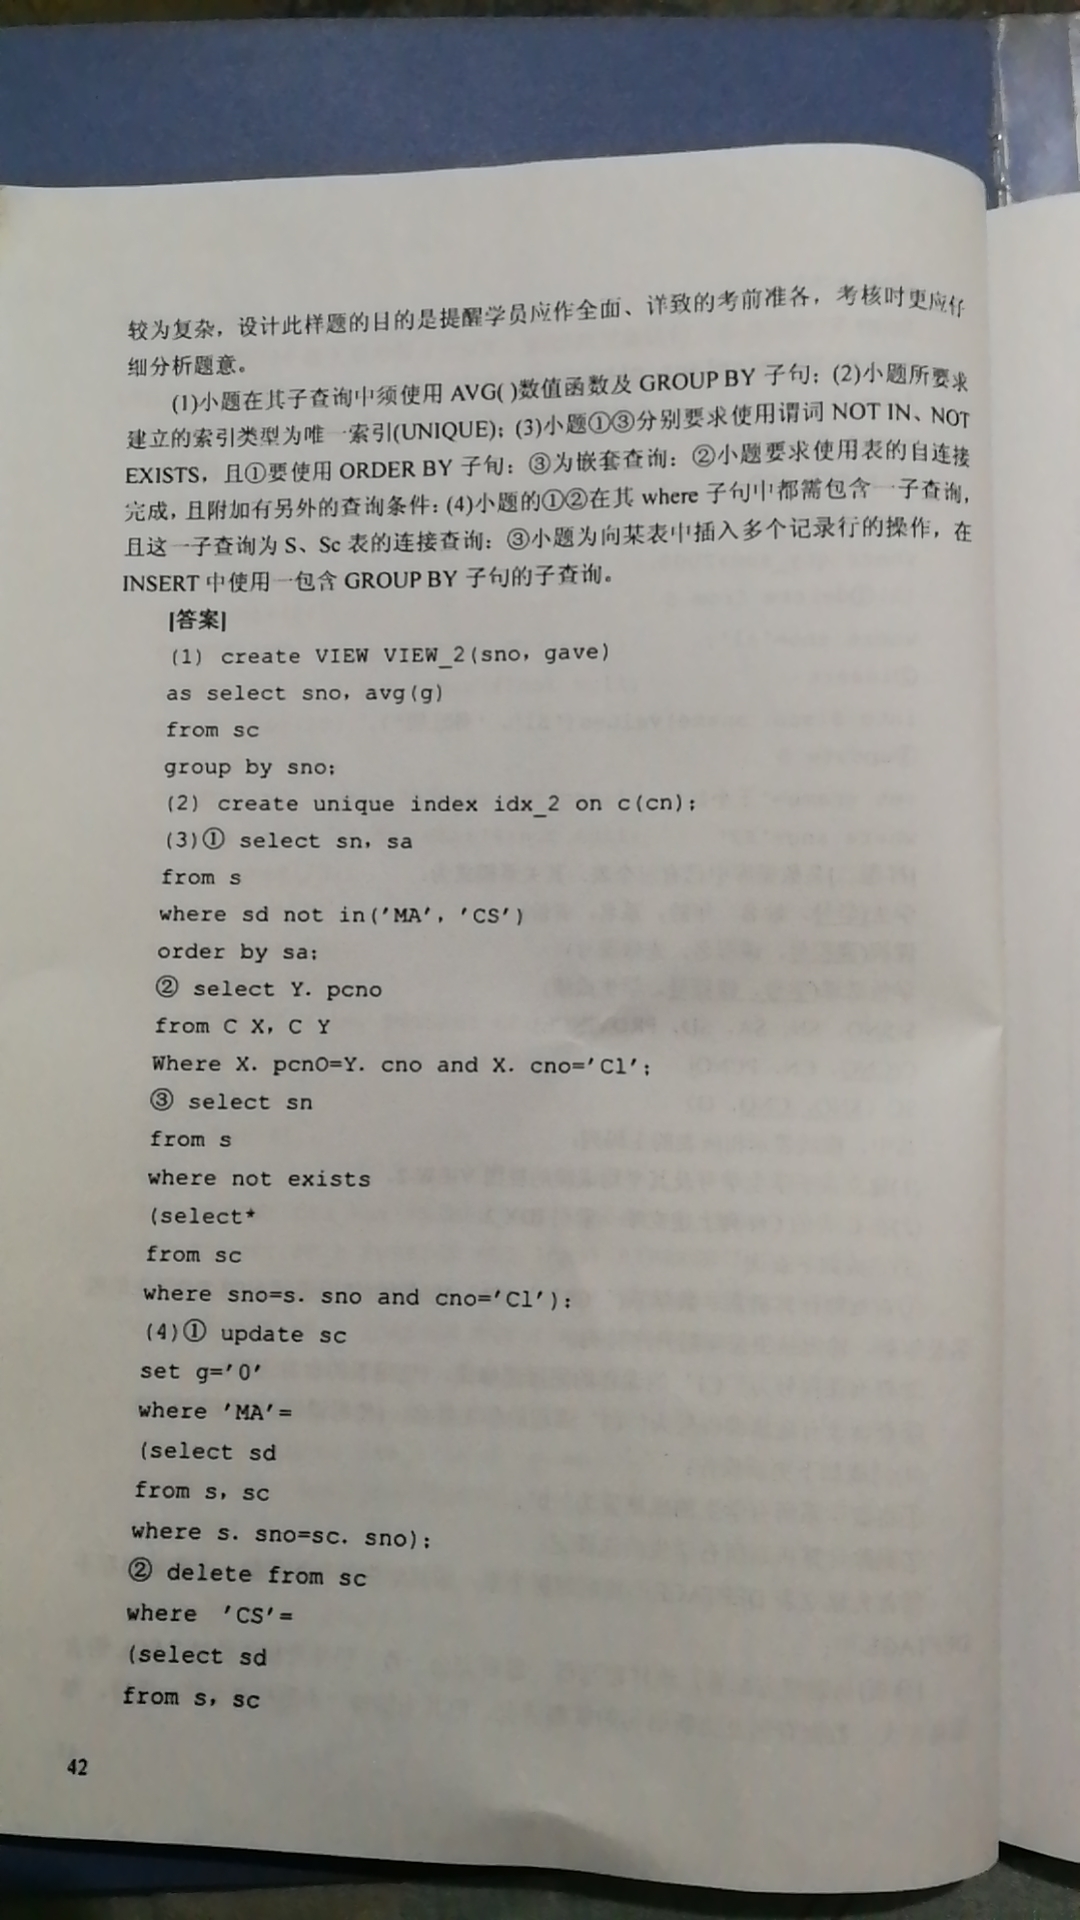 较为复杂，设计此样题的目的是提醒学员应作全面、详致的考前准各，考核时更应仔
细分析题意。
(1)小题在其子查询中须使用 AVG( )数值函数及 GROUP BY 子句；(2)小题所要求
建立的索引类型为唯一索引(UNIQUE)；(3)小题①③分别要求使用谓词 NOT IN、NOT
EXISTS，且①要使用 ORDER BY 子旬：③为嵌套查询：②小题要求使用表的自连接
完成，且附加有另外的查询条件：(4)小题的①②在其 where 子句中都需包含一子查询，
且这一子查询为 S、Sc 表的连接查询：③小题为向某表中插入多个记录行的操作，在
INSERT 中使用一包含 GROUP BY 子句的子查询。
[答案]
(1) create VIEW VIEW_2(sno，gave)
as select sno，avg(g)
from sc
group by sno;
(2) create unique index idx_2 on c(cn);
(3)① select sn，sa
from s
where sd not in('MA'，'CS')
order by sa;
② select Y. pcno
from C X，C Y
Where X. pcnO=Y. cno and X. cno='Cl';
③ select sn
from s
where not exists
(select*
from sc
where sno=s. sno and cno='Cl');
(4)① update sc
set g='0'
where 'MA'=
(select sd
from s，sc
where s. sno=sc. sno);
② delete from sc
where 'CS'=
(select sd
from s，sc
42